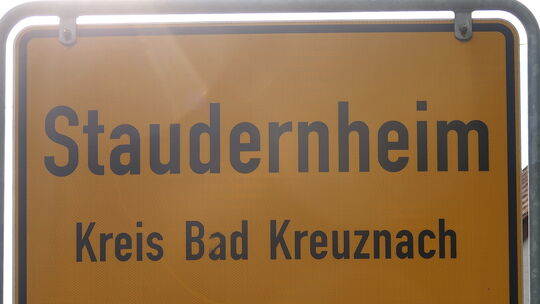 Staudernheim
Kreis Bad Kreuznach